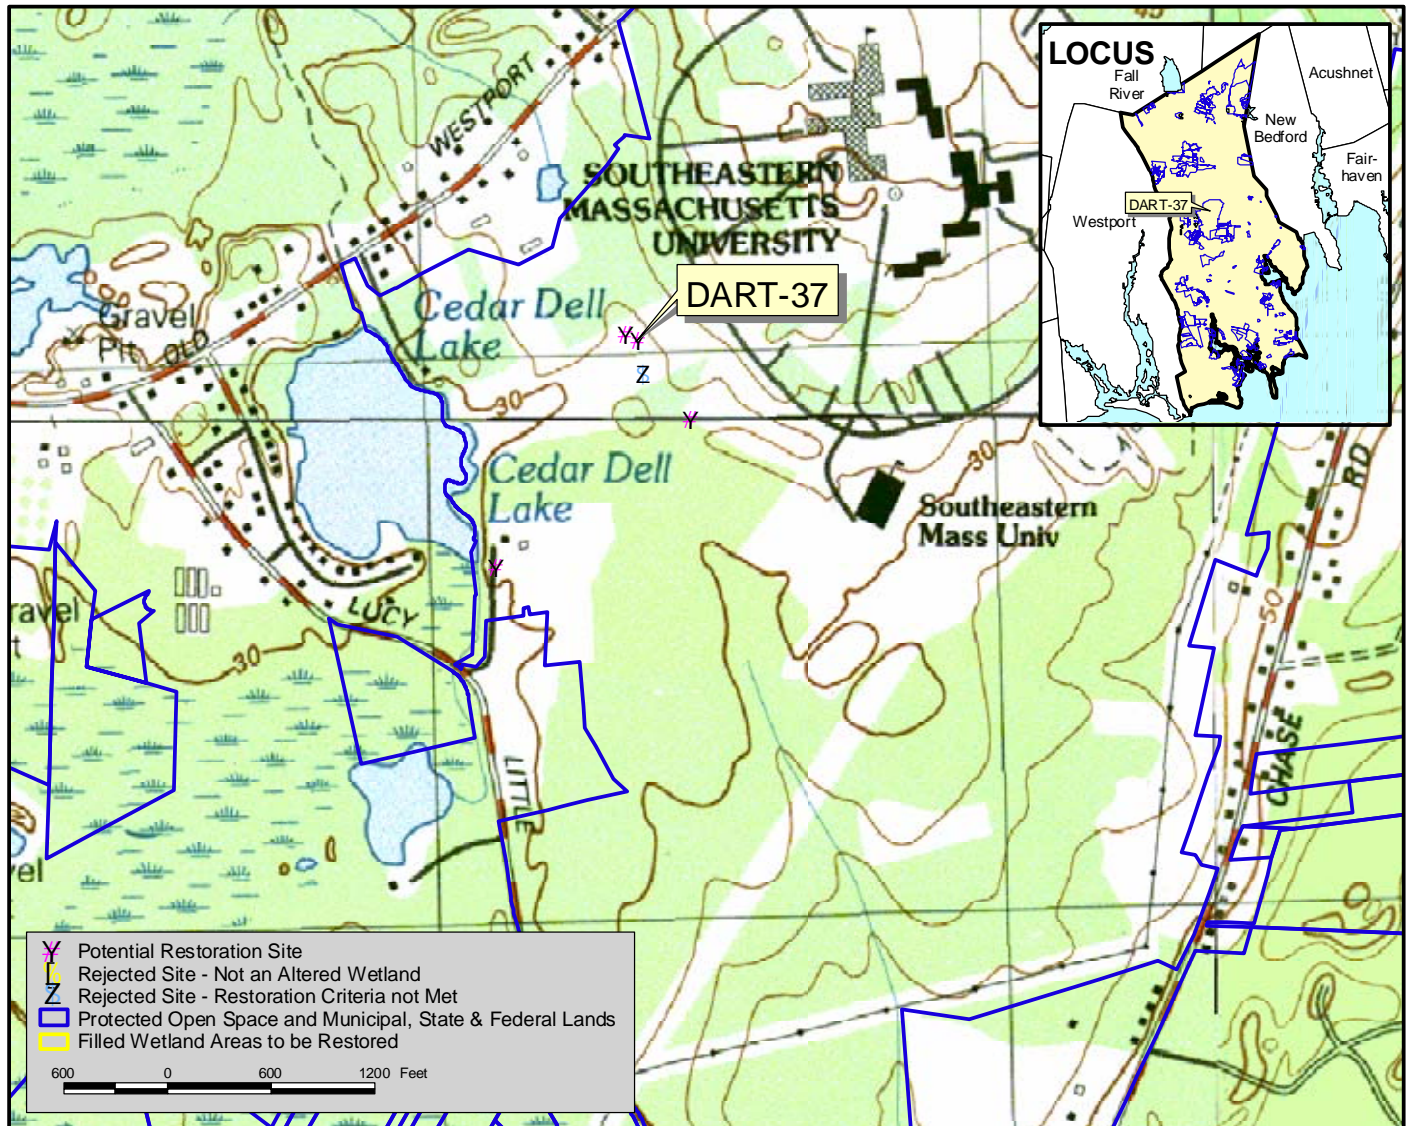 WESTPORT
SOUTHEASTERN
MASSACHUSETTS
UNIVERSITY
DART-37
Cedar Dell
Lake
Gravel
Pit
OLD
30
Cedar Dell
Lake
30
Southeastern
Mass Univ
RD
ravel
t
LUCY
30
50
CHASE
LITTLE
vel
LOCUS
Fall
River
Acushnet
New
Bedford
Fair-
haven
DART-37
Westport
Y
Y
Z
Y
Y
Y Potential Restoration Site
Rejected Site - Not an Altered Wetland
Z Rejected Site - Restoration Criteria not Met
Protected Open Space and Municipal, State & Federal Lands
Filled Wetland Areas to be Restored
600 0 600 1200 Feet